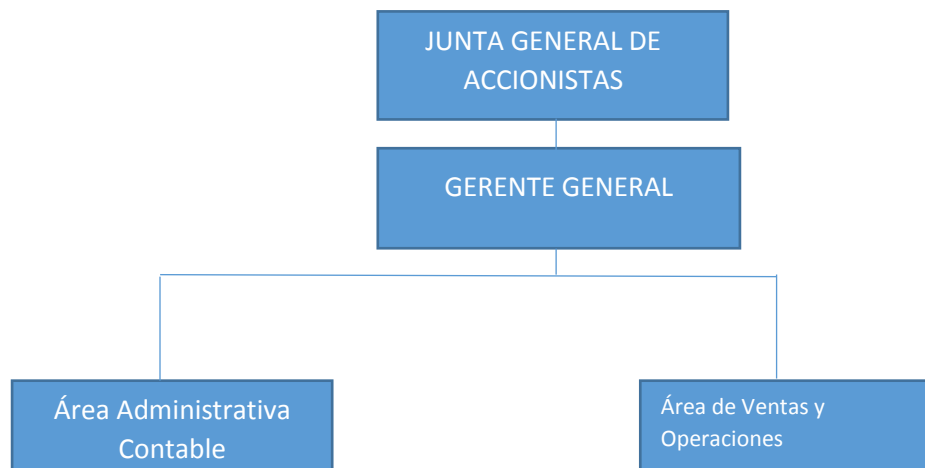 JUNTA GENERAL DE
ACCIONISTAS
GERENTE GENERAL
Área Administrativa
Contable
Área de Ventas y
Operaciones